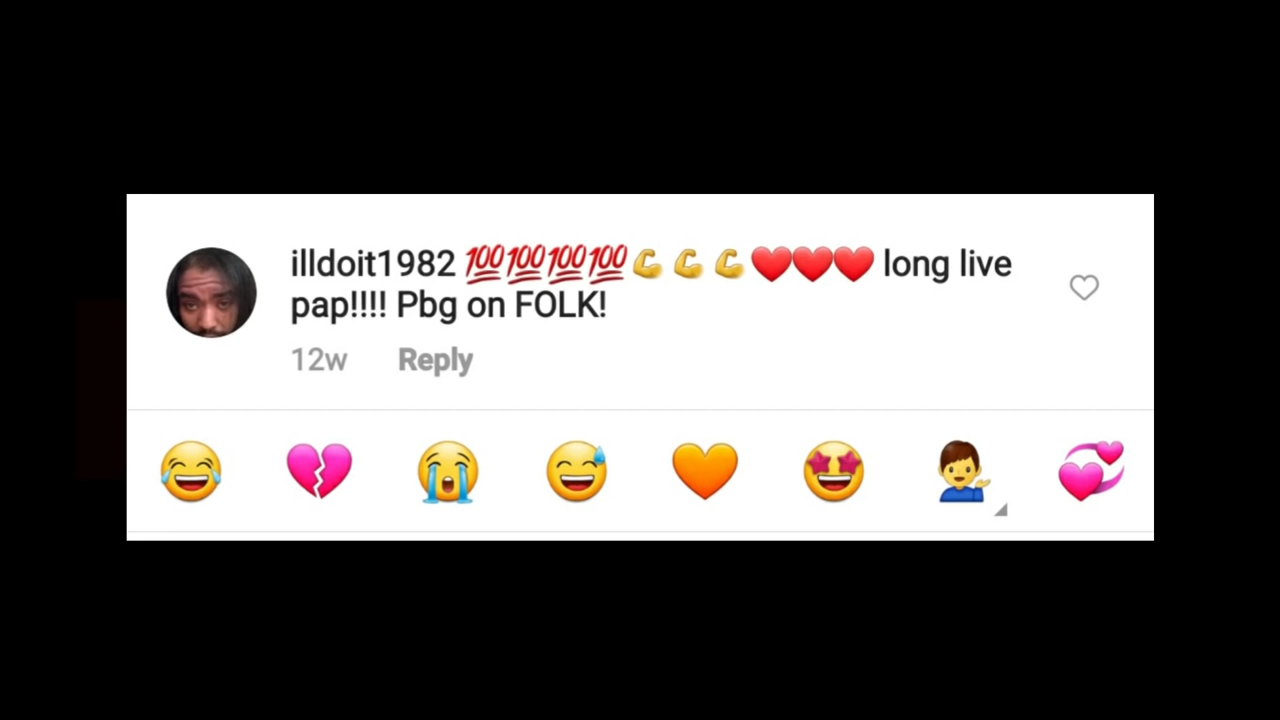 illdoit1982 💯💯💯💯💪💪💪❤️❤️❤️ long live
pap!!!! Pbg on FOLK!
12w Reply